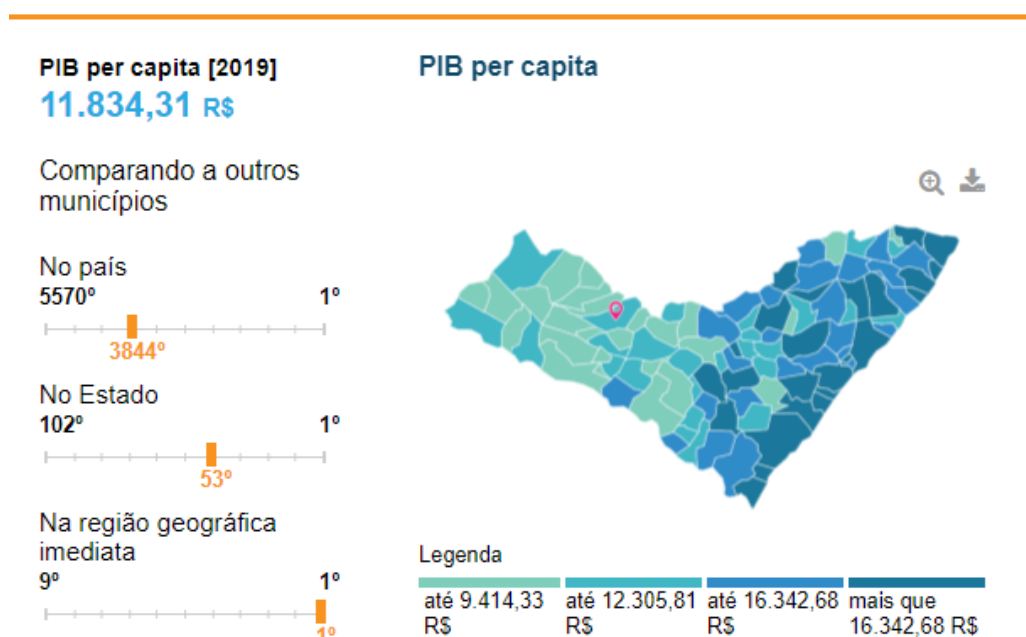 PIB per capita [2019]
11.834,31 R$
Comparando a outros
municípios
No país
5570º 1º
3844º
No Estado
102º 1º
53º
Na região geográfica
imediata
9º 1º
1º
PIB per capita
Legenda
até 9.414,33
R$
até 12.305,81
R$
até 16.342,68
R$
mais que
16.342,68 R$